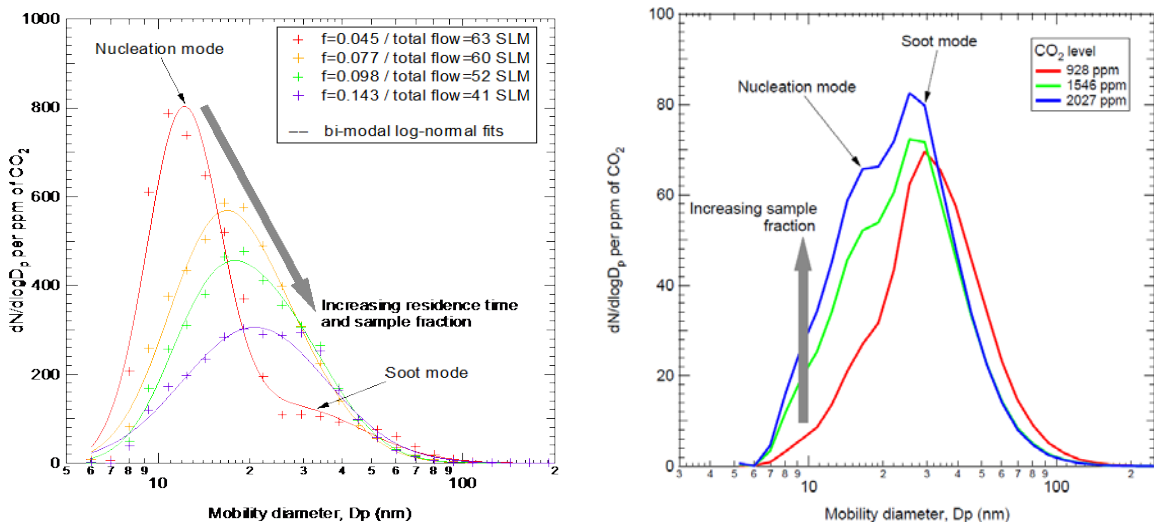 f=0.045 / total flow=63 SLM
f=0.077 / total flow=60 SLM
f=0.098 / total flow=52 SLM
f=0.143 / total flow=41 SLM
bi-modal log-normal fits
Nucleation mode
Increasing residence time
and sample fraction
Soot mode
dN/dlogDp per ppm of CO2
1000
800
600
400
200
0
5 6 7 8 9 10 2 3 4 5 6 7 8 9 100 2
Mobility diameter, Dp (nm)
Soot mode
CO2 level
928 ppm
1546 ppm
2027 ppm
Nucleation mode
Increasing sample
fraction
dN/dlogDp per ppm of CO2
100
80
60
40
20
0
3 4 5 6 7 8 9 10 2 3 4 5 6 7 8 9 100 2
Mobility diameter, Dp (nm)